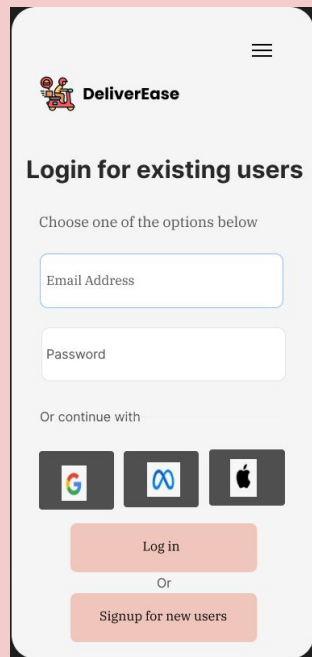 DeliverEase
Login for existing users
Choose one of the options below
Email Address
Password
Or continue with
Log in
Or
Signup for new users